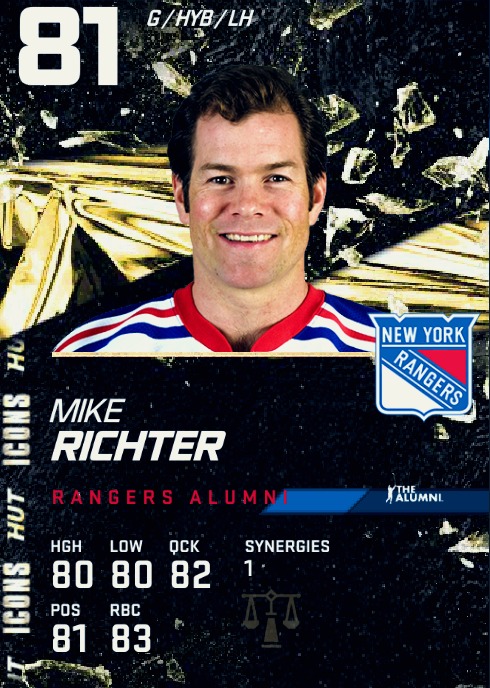 81
G / HYB / LH
NEW YORK
RANGERS
MIKE
RICHTER
RANGERS ALUMNI
THE
ALUMNI
HGH LOW QCK SYNERGIES
80 80 82 1
POS RBC
81 83
HUT ICONS HUT ICONS HUT